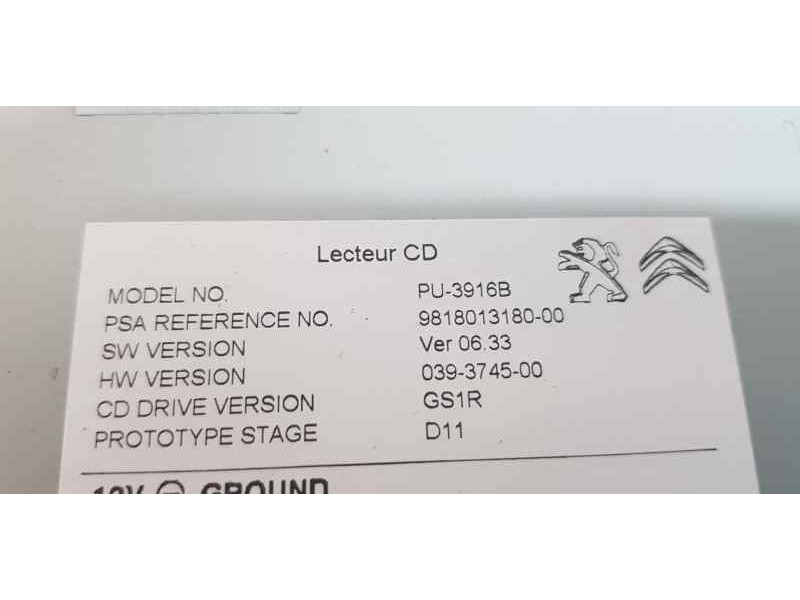 Lecteur CD
MODEL NO. PU-3916B
PSA REFERENCE NO. 9818013180-00
SW VERSION Ver 06.33
HW VERSION 039-3745-00
CD DRIVE VERSION GS1R
PROTOTYPE STAGE D11
12V GROUND